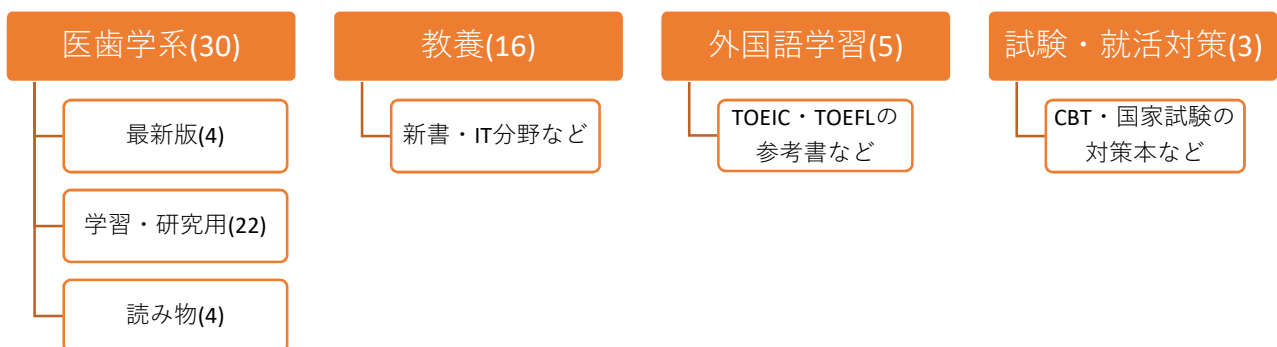 医歯学系(30)
最新版(4)
学習・研究用(22)
読み物(4)
教養(16)
新書・IT分野など
外国語学習(5)
TOEIC・TOEFLの
参考書など
試験・就活対策(3)
CBT・国家試験の
対策本など